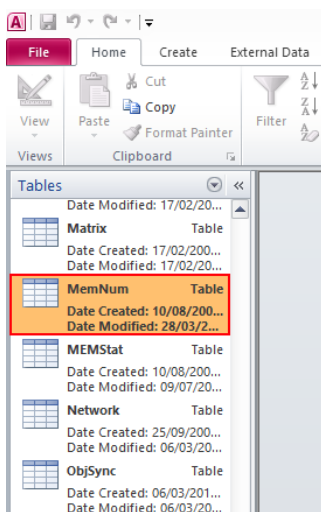 A
File Home Create External Data
View
Paste
Cut
Copy
Format Painter
Filter
A
Z
Z
A
A
Z
Views Clipboard
Tables «
Date Modified: 17/02/20...
Matrix Table
Date Created: 17/02/200...
Date Modified: 17/02/20...
MemNum Table
Date Created: 10/08/200...
Date Modified: 28/03/2...
MEMStat Table
Date Created: 10/08/200...
Date Modified: 09/07/20...
Network Table
Date Created: 25/09/200...
Date Modified: 06/03/20...
ObjSync Table
Date Created: 06/03/201...
Date Modified: 06/03/20...